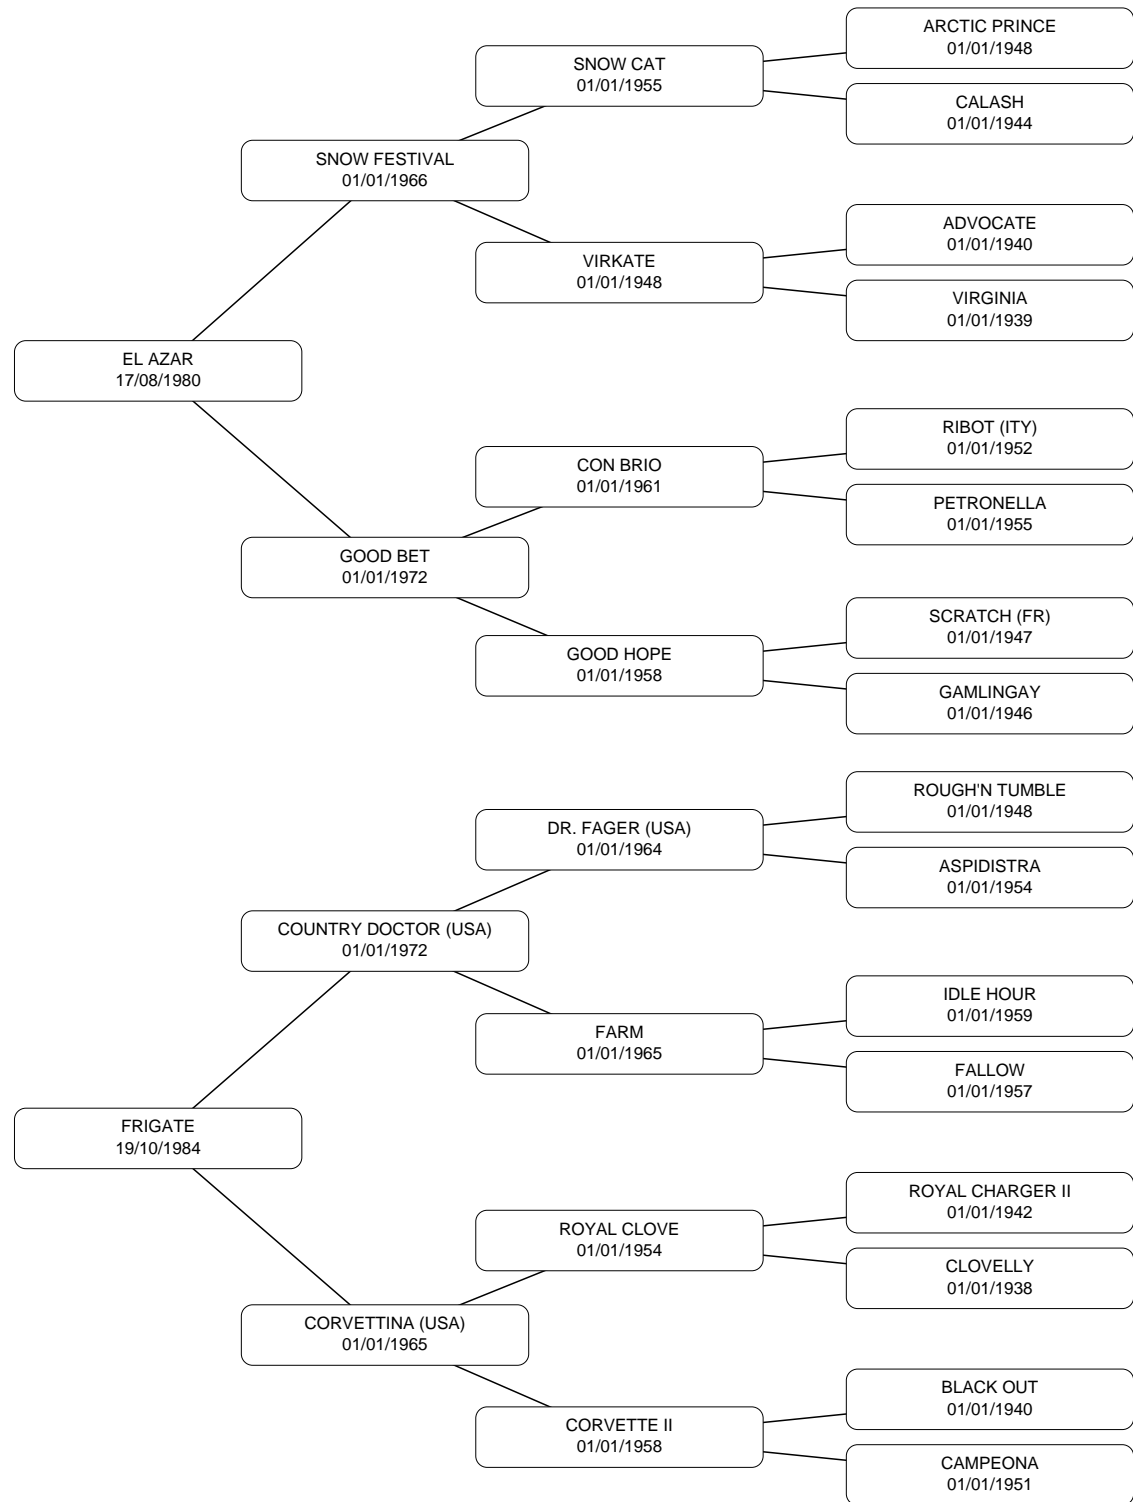 ARCTIC PRINCE
01/01/1948
SNOW CAT
01/01/1955
CALASH
01/01/1944
SNOW FESTIVAL
01/01/1966
ADVOCATE
01/01/1940
VIRKATE
01/01/1948
VIRGINIA
01/01/1939
EL AZAR
17/08/1980
RIBOT (ITY)
01/01/1952
CON BRIO
01/01/1961
PETRONELLA
01/01/1955
GOOD BET
01/01/1972
SCRATCH (FR)
01/01/1947
GOOD HOPE
01/01/1958
GAMLINGAY
01/01/1946
ROUGH'N TUMBLE
01/01/1948
DR. FAGER (USA)
01/01/1964
ASPIDISTRA
01/01/1954
COUNTRY DOCTOR (USA)
01/01/1972
IDLE HOUR
01/01/1959
FARM
01/01/1965
FALLOW
01/01/1957
FRIGATE
19/10/1984
ROYAL CHARGER II
01/01/1942
ROYAL CLOVE
01/01/1954
CLOVELLY
01/01/1938
CORVETTINA (USA)
01/01/1965
BLACK OUT
01/01/1940
CORVETTE II
01/01/1958
CAMPEONA
01/01/1951